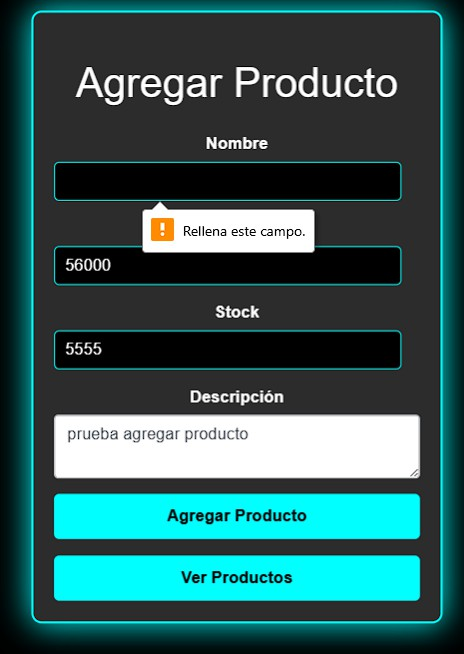 Agregar Producto
Nombre
Rellena este campo.
56000
Stock
5555
Descripción
prueba agregar producto
Agregar Producto
Ver Productos